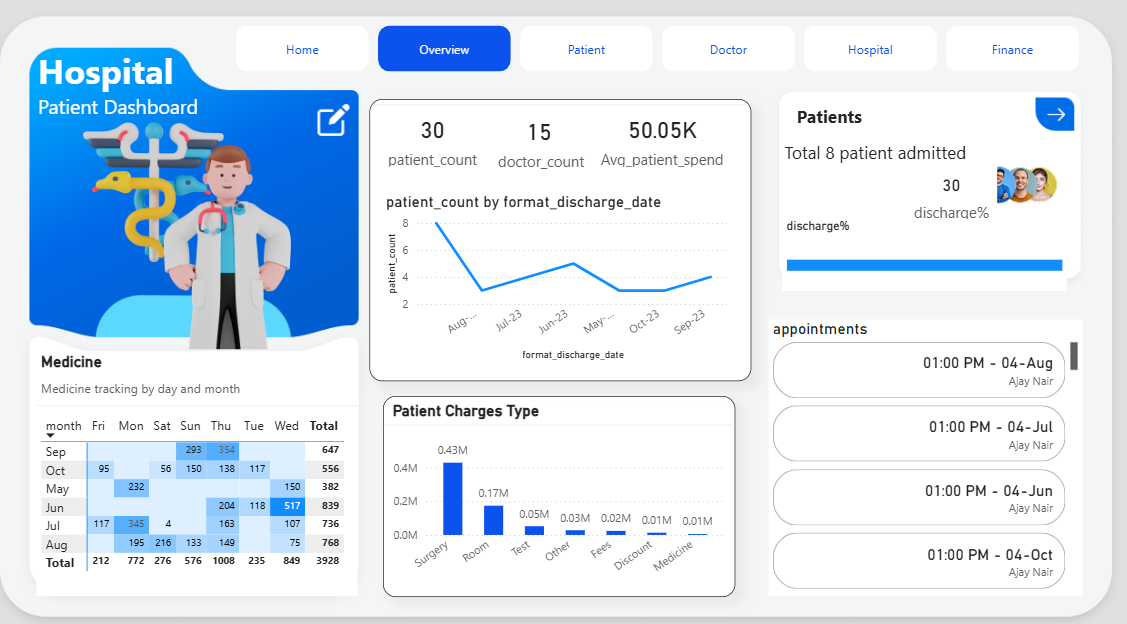 Home
Overview
Patient
Doctor
Hospital
Finance
Hospital
Patient Dashboard
30
patient_count
15
doctor_count
50.05K
Avg_patient_spend
patient_count by format_discharge_date
patient_count
8
6
4
2
Aug-...
Jul-23
Jun-23
May-...
Oct-23
Sep-23
format_discharge_date
Patients
Total 8 patient admitted
30
discharge%
discharge%
Medicine
Medicine tracking by day and month
month Fri Mon Sat Sun Thu Tue Wed Total
Sep 293 354 647
Oct 95 56 150 138 117 556
May 232 150 382
Jun 204 118 517 839
Jul 117 345 4 163 107 736
Aug 195 216 133 149 75 768
Total 212 772 276 576 1008 235 849 3928
Patient Charges Type
0.4M
0.2M
0.0M
0.43M
0.17M
0.05M
0.03M
0.02M
0.01M
0.01M
Surgery
Room
Test
Other
Fees
Discount
Medicine
appointments
01:00 PM - 04-Aug
Ajay Nair
01:00 PM - 04-Jul
Ajay Nair
01:00 PM - 04-Jun
Ajay Nair
01:00 PM - 04-Oct
Ajay Nair